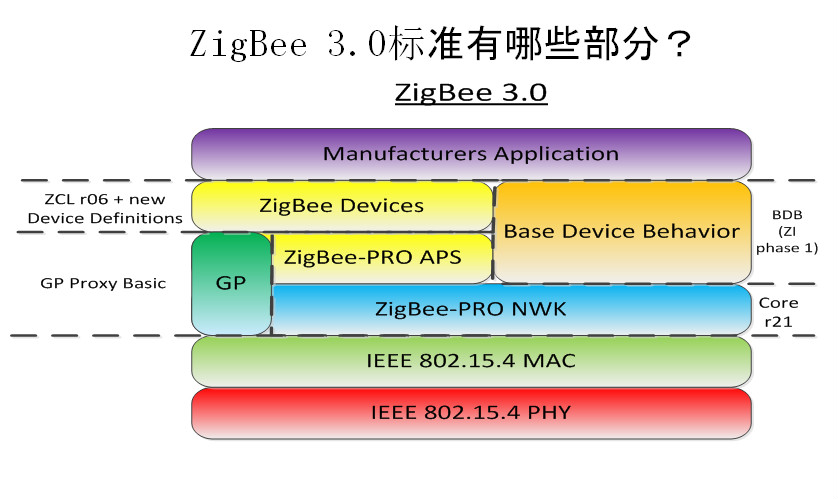 ZigBee 3.0标准有哪些部分？
ZigBee 3.0
Manufacturers Application
ZCL r06 + new
Device Definitions
ZigBee Devices
Base Device Behavior
BDB
(ZI
phase 1)
GP Proxy Basic
GP
ZigBee-PRO APS
ZigBee-PRO NWK
Core
r21
IEEE 802.15.4 MAC
IEEE 802.15.4 PHY